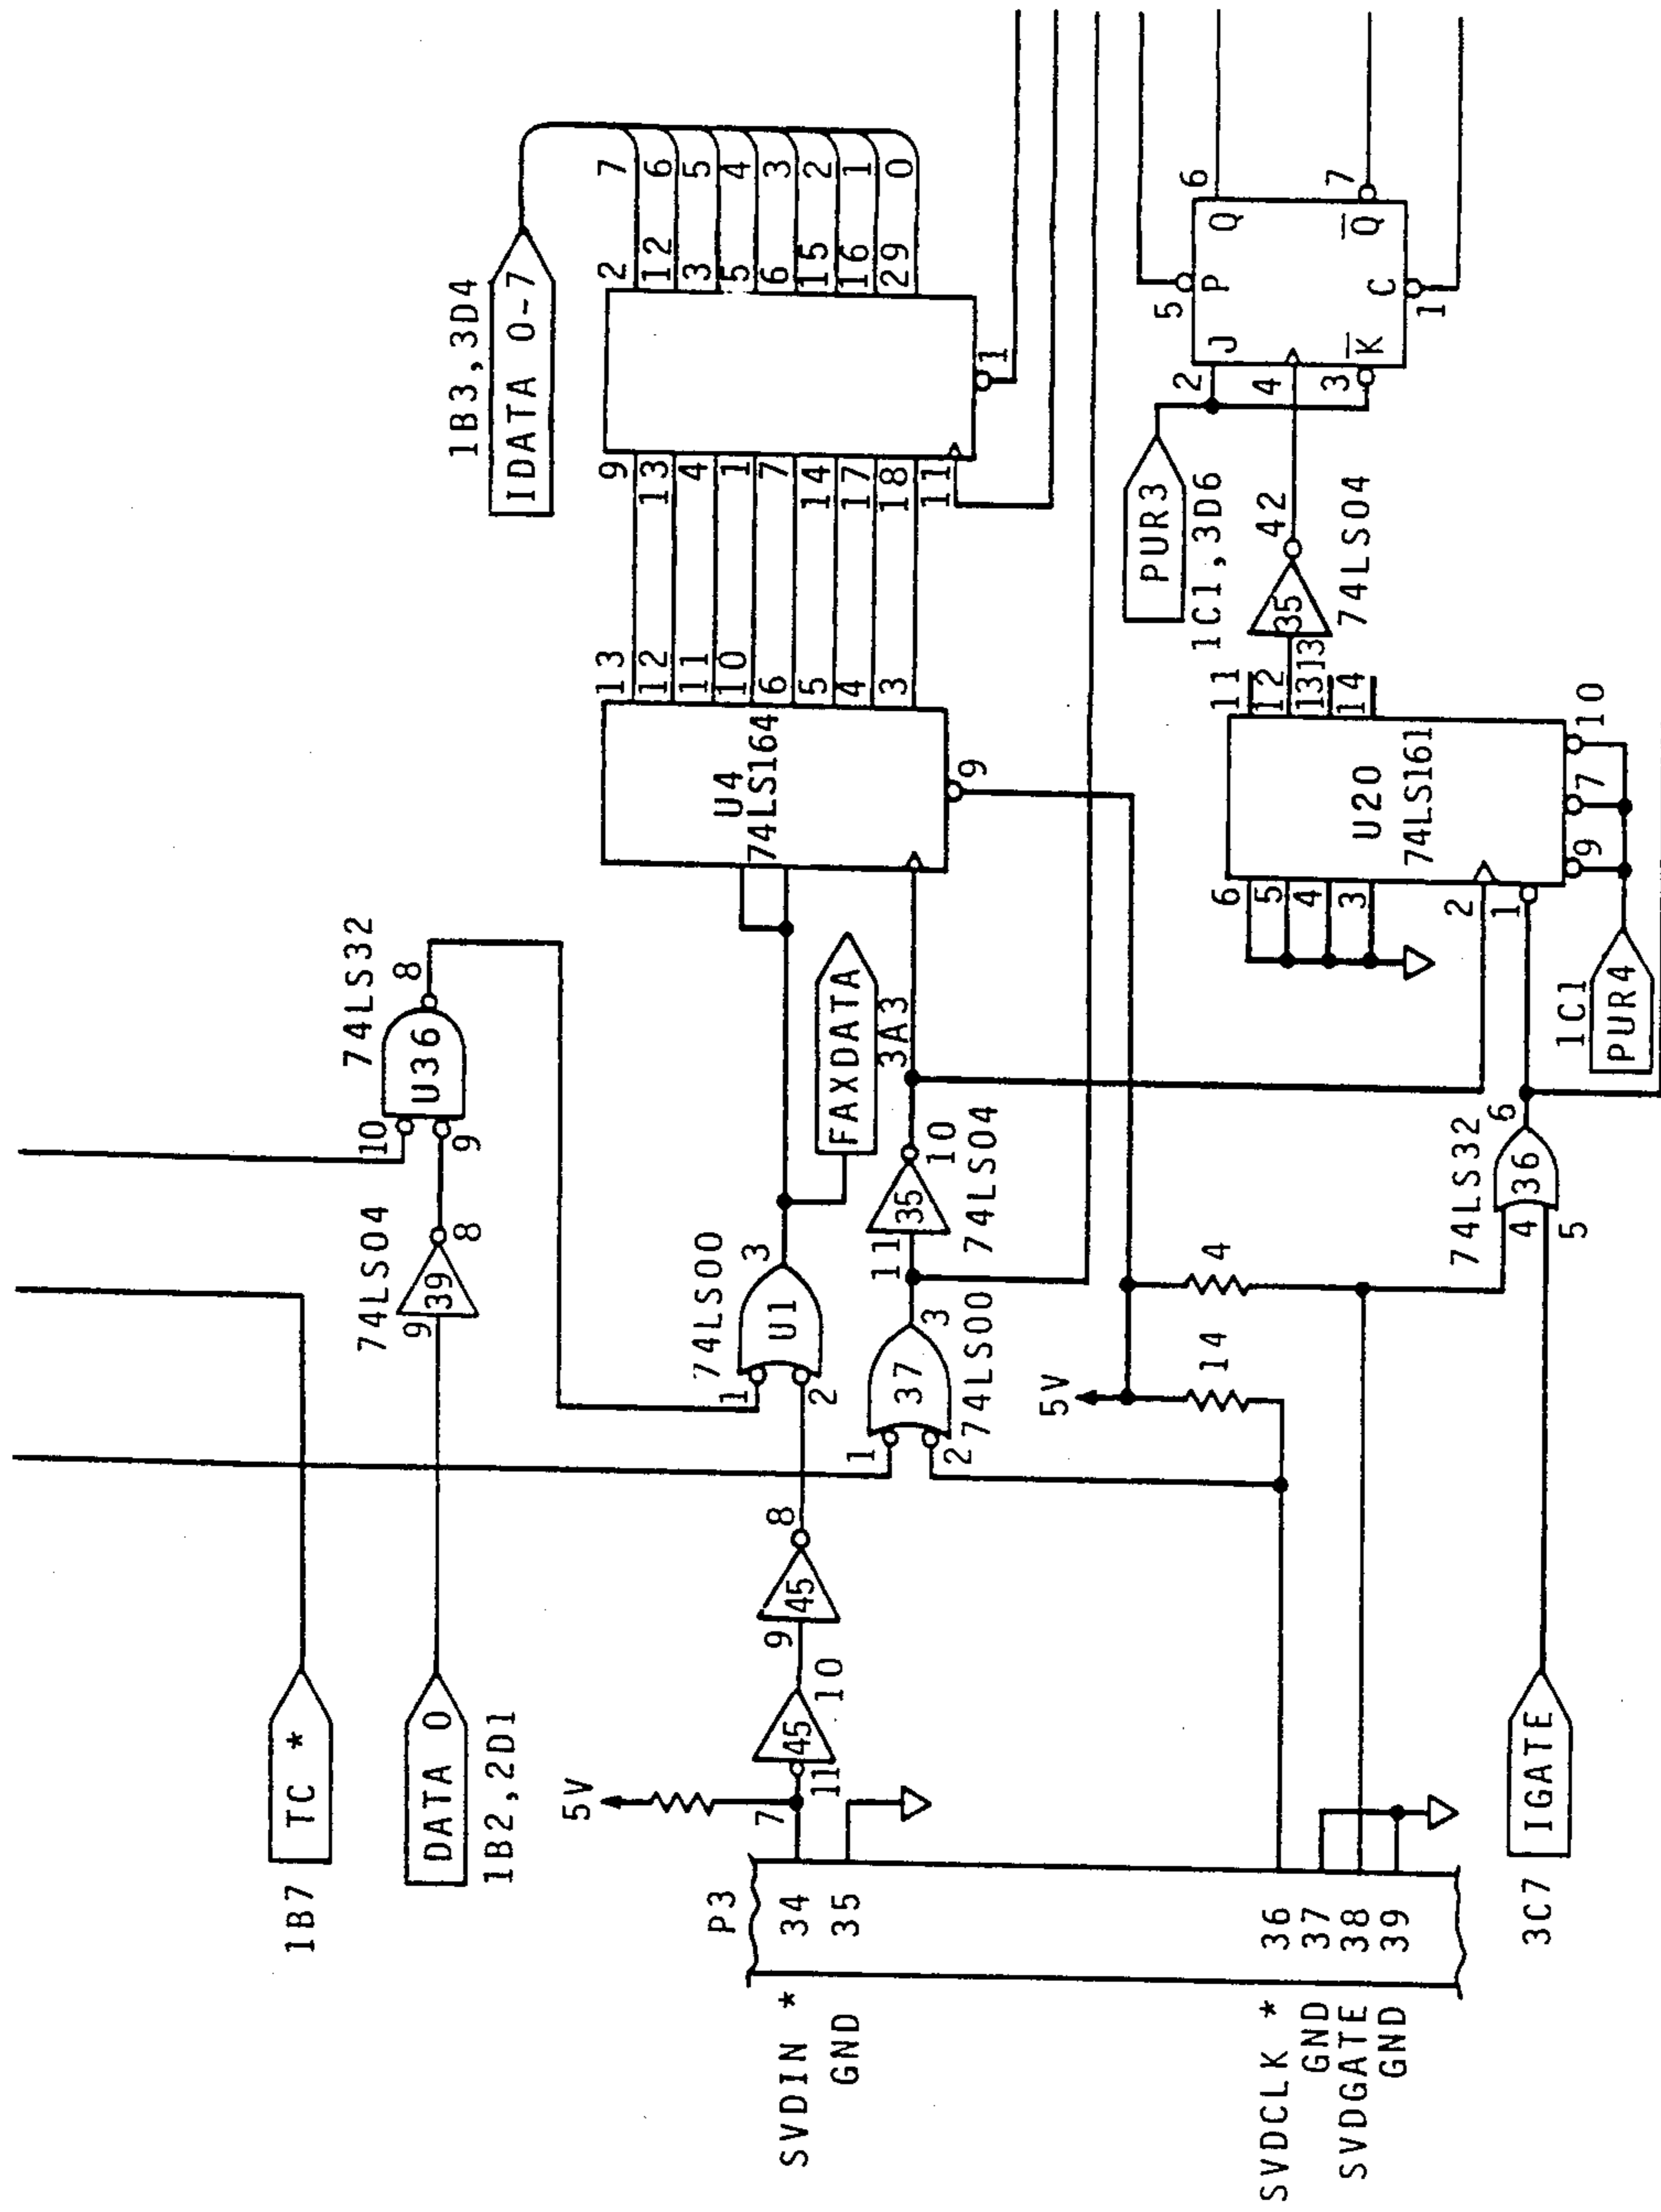 1B7
TC *
DATA 0
1B2,2D1
9
39
8
74LS04
10
9
U36
8
74LS32
1B3,3D4
IDATA 0~7
P3
SVDIN *
34
GND
35
5V
7
11
45
10
9
45
8
1
2
U1
3
74LS00
FAXDATA
3A3
U4
74LS164
13
12
11
10
6
5
4
3
9
9
13
4
1
7
14
17
18
11
2
12
3
5
6
15
16
29
1
7
6
5
4
3
2
1
0
1
2
37
3
74LS00
11
35
10
74LS04
5V
14
4
SVDCLK *
36
GND
37
SVDGATE
38
GND
39
3C7
IGATE
4
5
36
6
74LS32
1C1
PUR4
6
5
4
3
2
1
U20
74LS161
9
7
10
11
12
13
14
13
35
42
74LS04
PUR3
1C1,3D6
2
4
3
J
K̅
5
P
C
1
Q
Q̅
6
7